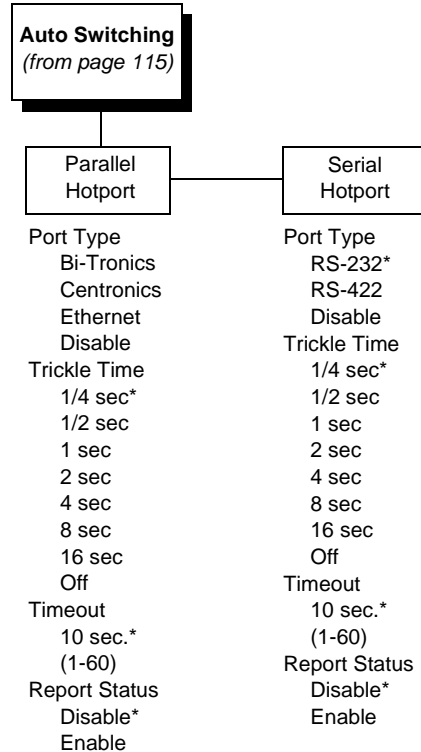 Auto Switching
(from page 115)
Parallel
Hotport
Port Type
Bi-Tronics
Centronics
Ethernet
Disable
Trickle Time
1/4 sec*
1/2 sec
1 sec
2 sec
4 sec
8 sec
16 sec
Off
Timeout
10 sec.*
(1-60)
Report Status
Disable*
Enable
Serial
Hotport
Port Type
RS-232*
RS-422
Disable
Trickle Time
1/4 sec*
1/2 sec
1 sec
2 sec
4 sec
8 sec
16 sec
Off
Timeout
10 sec.*
(1-60)
Report Status
Disable*
Enable